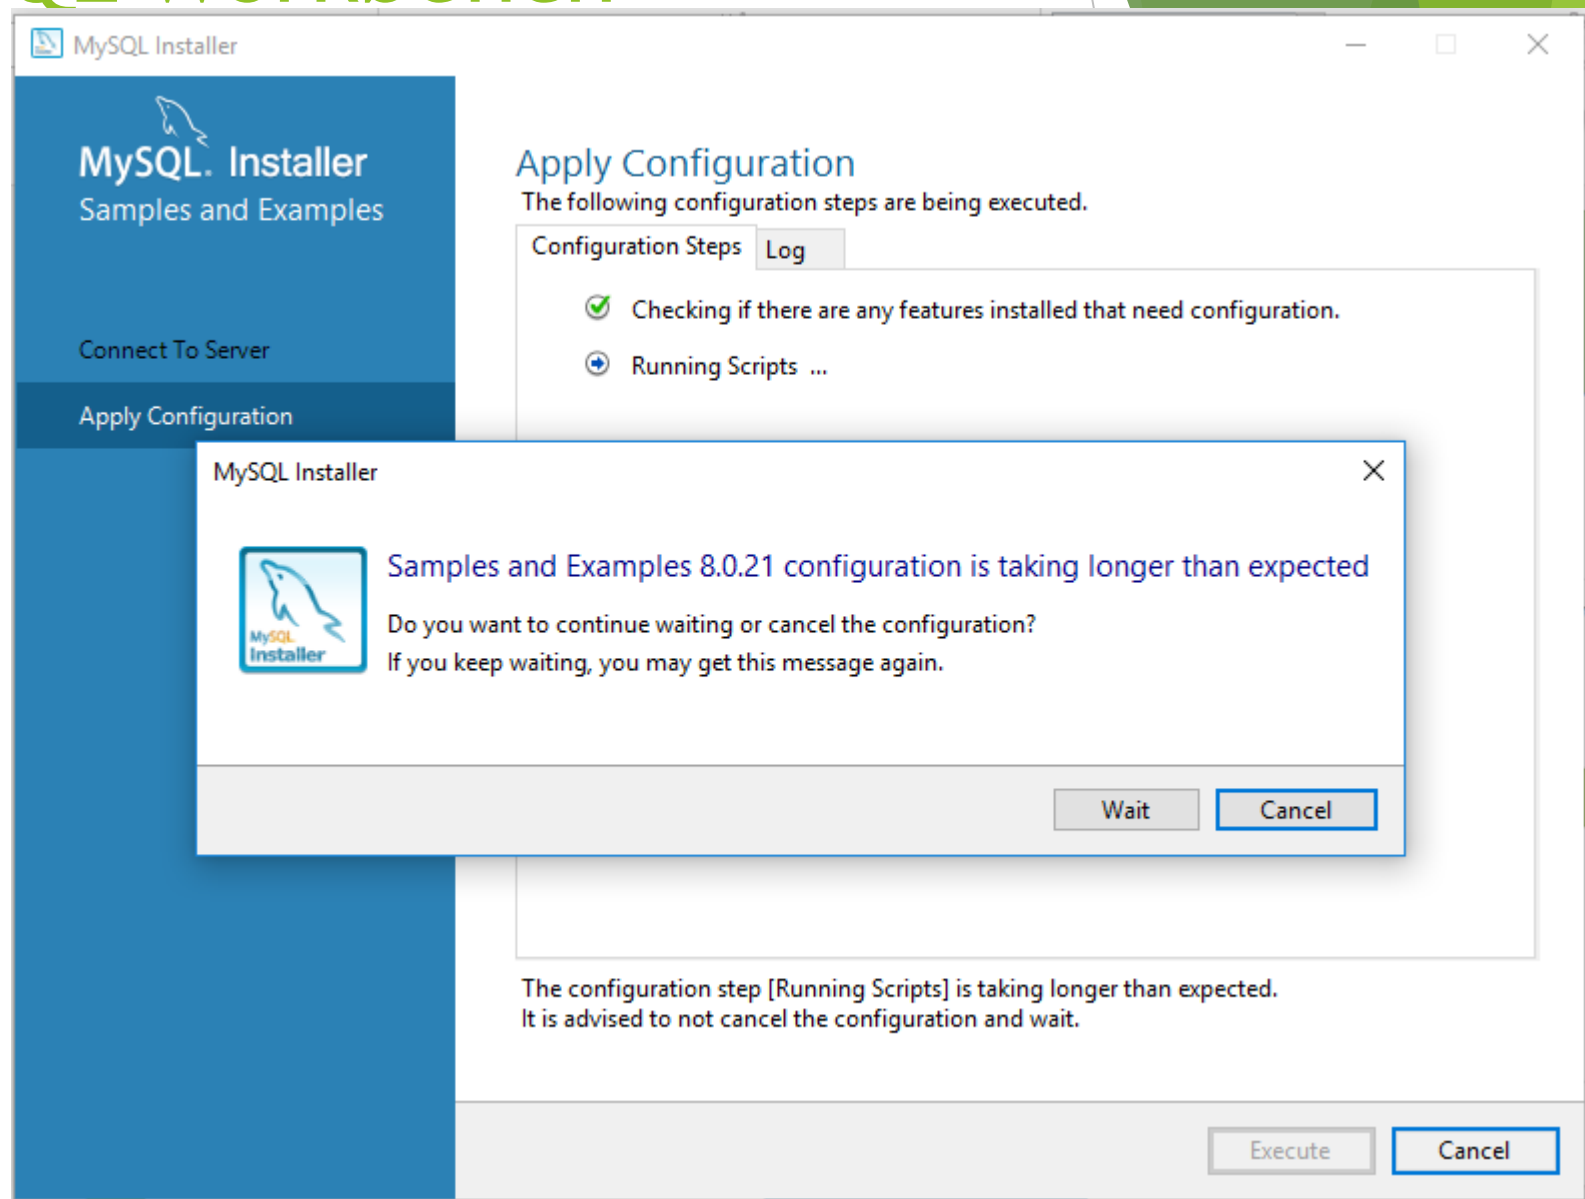 MySQL Installer
MySQL. Installer
Samples and Examples
Connect To Server
Apply Configuration
Apply Configuration
The following configuration steps are being executed.
Configuration Steps
Log
Checking if there are any features installed that need configuration.
Running Scripts ...
MySQL Installer
Samples and Examples 8.0.21 configuration is taking longer than expected
MySQL
Installer
Do you want to continue waiting or cancel the configuration?
If you keep waiting, you may get this message again.
Wait
Cancel
The configuration step [Running Scripts] is taking longer than expected.
It is advised to not cancel the configuration and wait.
Execute
Cancel